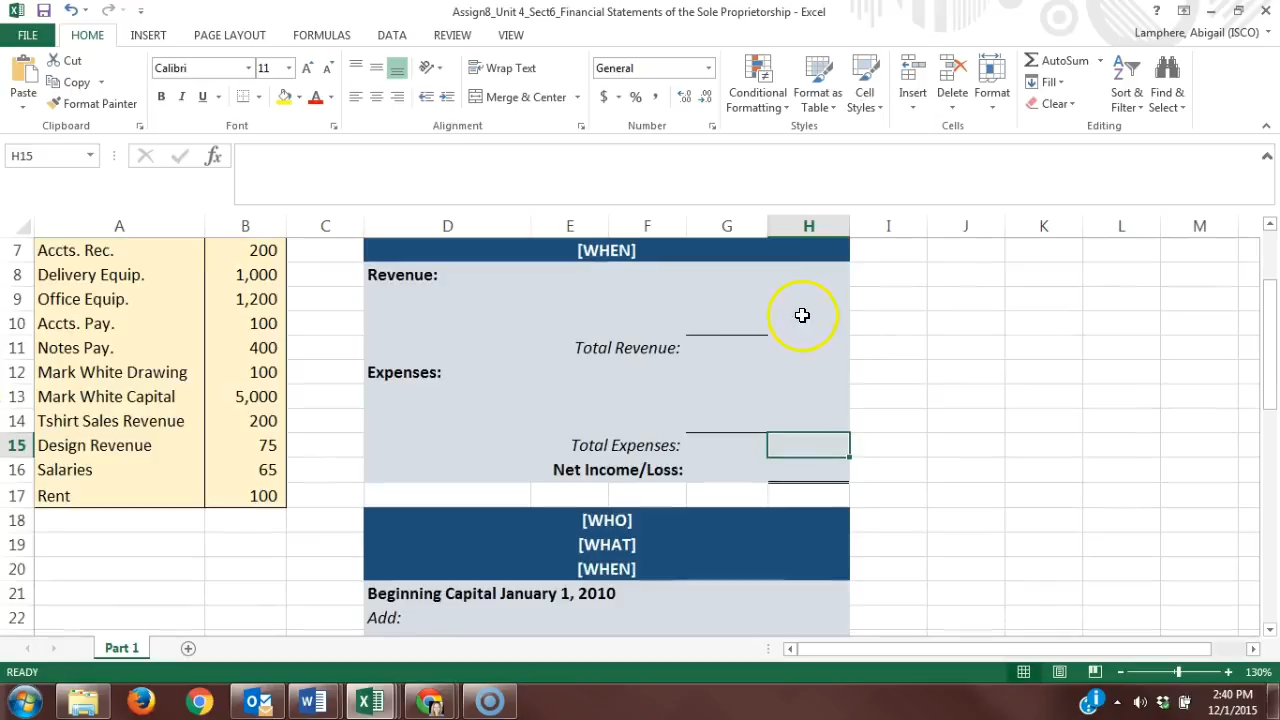 Assign8_Unit 4_Sect6_Financial Statements of the Sole Proprietorship - Excel
FILE HOME INSERT PAGE LAYOUT FORMULAS DATA REVIEW VIEW Lamphere, Abigail (ISCO)
Paste Cut Copy Format Painter
Calibri 11 B I U A
Wrap Text Merge & Center
General $ % ,
Conditional Formatting Format as Table Cell Styles
Insert Delete Format
AutoSum Fill Clear Sort & Filter Find & Select
Clipboard Font Alignment Number Styles Cells Editing
H15 fx
A B C D E F G H I J K L M
7 Accts. Rec. 200 [WHEN]
8 Delivery Equip. 1,000 Revenue:
9 Office Equip. 1,200
10 Accts. Pay. 100
11 Notes Pay. 400 Total Revenue:
12 Mark White Drawing 100 Expenses:
13 Mark White Capital 5,000
14 Tshirt Sales Revenue 200
15 Design Revenue 75 Total Expenses:
16 Salaries 65 Net Income/Loss:
17 Rent 100
18 [WHO]
19 [WHAT]
20 [WHEN]
21 Beginning Capital January 1, 2010
22 Add:
Part 1
READY 130%
2:40 PM
12/1/2015